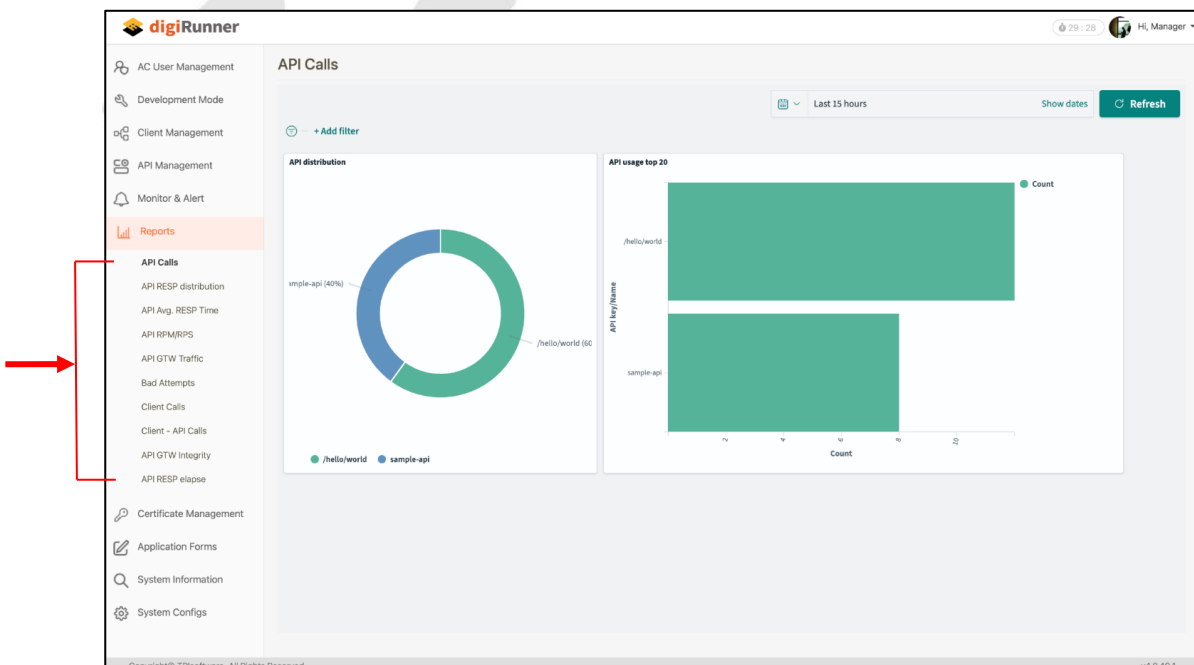 digiRunner
29 : 28
Hi, Manager
AC User Management
Development Mode
Client Management
API Management
Monitor & Alert
Reports
API Calls
API RESP distribution
API Avg. RESP Time
API RPM/RPS
API GTW Traffic
Bad Attempts
Client Calls
Client - API Calls
API GTW Integrity
API RESP elapse
Certificate Management
Application Forms
System Information
System Configs
API Calls
Last 15 hours
Show dates
Refresh
+ Add filter
API distribution
mple-api (40%)
/hello/world (60
/hello/world
sample-api
API usage top 20
Count
/hello/world
sample-api
API key/Name
2 4 6 8 10
Count